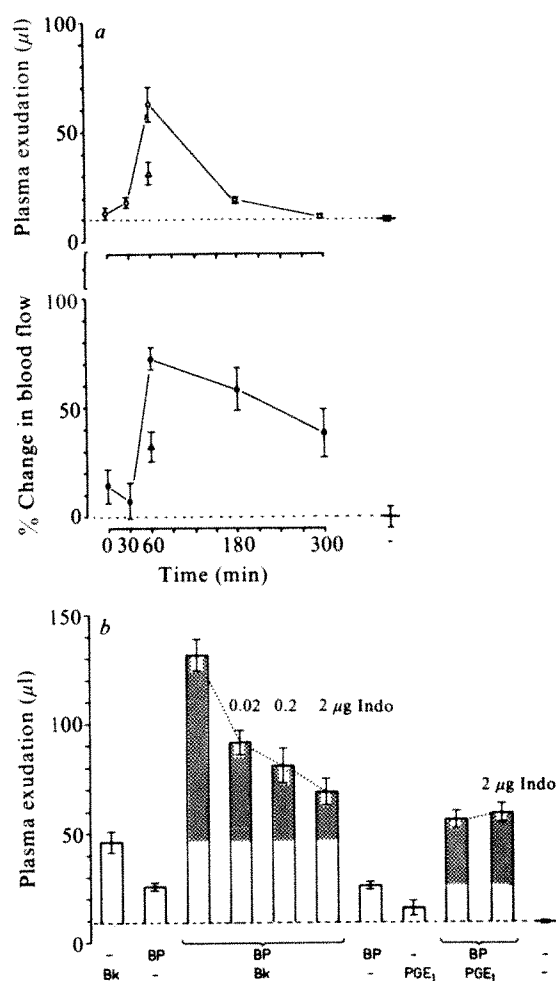 a
Plasma exudation (μl)
100
50
0
% Change in blood flow
100
50
0
0 30 60 180 300 -
Time (min)
b
Plasma exudation (μl)
150
100
50
0
0.02 0.2 2 μg Indo
2 μg Indo
- BP BP BP - BP -
Bk - Bk - PGE₁ PGE₁ -